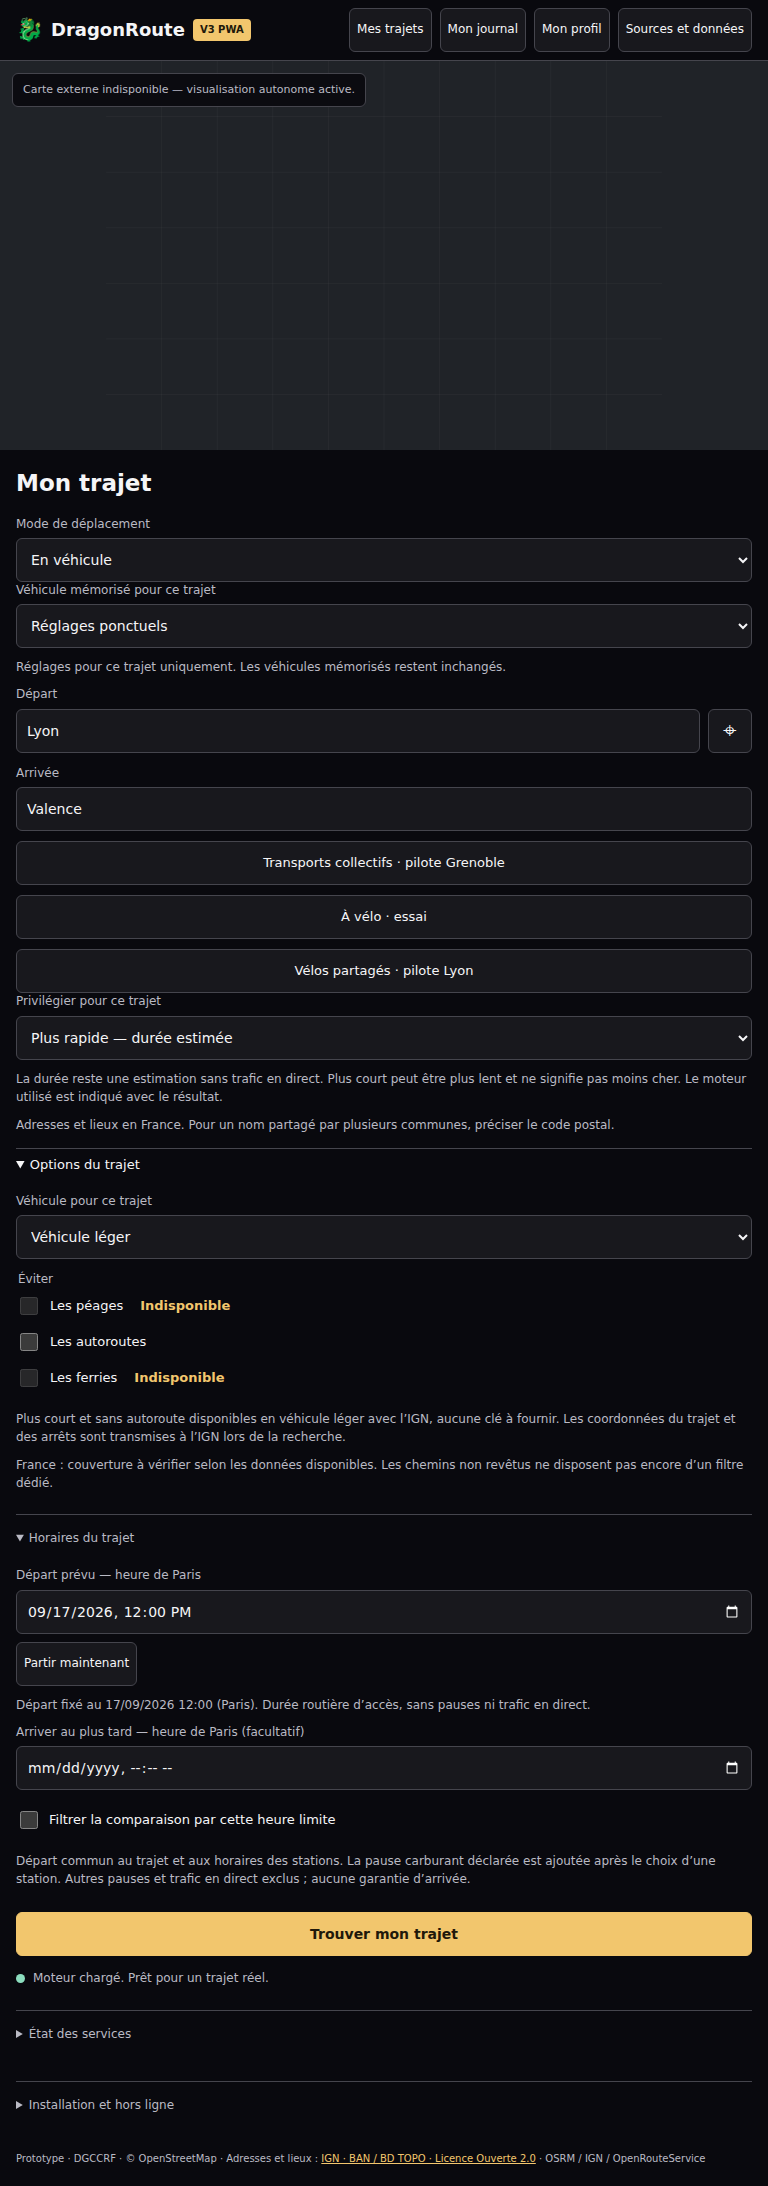 DragonRoute V3 PWA Mes trajets Mon journal Mon profil Sources et données
Carte externe indisponible — visualisation autonome active.
Mon trajet
Mode de déplacement
En véhicule
Véhicule mémorisé pour ce trajet
Réglages ponctuels
Réglages pour ce trajet uniquement. Les véhicules mémorisés restent inchangés.
Départ
Lyon
Arrivée
Valence
Transports collectifs · pilote Grenoble
À vélo · essai
Vélos partagés · pilote Lyon
Privilégier pour ce trajet
Plus rapide — durée estimée
La durée reste une estimation sans trafic en direct. Plus court peut être plus lent et ne signifie pas moins cher. Le moteur
utilisé est indiqué avec le résultat.
Adresses et lieux en France. Pour un nom partagé par plusieurs communes, préciser le code postal.
▼ Options du trajet
Véhicule pour ce trajet
Véhicule léger
Éviter
Les péages Indisponible
Les autoroutes
Les ferries Indisponible
Plus court et sans autoroute disponibles en véhicule léger avec l’IGN, aucune clé à fournir. Les coordonnées du trajet et
des arrêts sont transmises à l’IGN lors de la recherche.
France : couverture à vérifier selon les données disponibles. Les chemins non revêtus ne disposent pas encore d’un filtre
dédié.
▼ Horaires du trajet
Départ prévu — heure de Paris
09/17/2026, 12:00 PM
Partir maintenant
Départ fixé au 17/09/2026 12:00 (Paris). Durée routière d’accès, sans pauses ni trafic en direct.
Arriver au plus tard — heure de Paris (facultatif)
mm/dd/yyyy, --:-- --
Filtrer la comparaison par cette heure limite
Départ commun au trajet et aux horaires des stations. La pause carburant déclarée est ajoutée après le choix d’une
station. Autres pauses et trafic en direct exclus ; aucune garantie d’arrivée.
Trouver mon trajet
Moteur chargé. Prêt pour un trajet réel.
▶ État des services
▶ Installation et hors ligne
Prototype · DGCCRF · © OpenStreetMap · Adresses et lieux : IGN · BAN / BD TOPO · Licence Ouverte 2.0 · OSRM / IGN / OpenRouteService